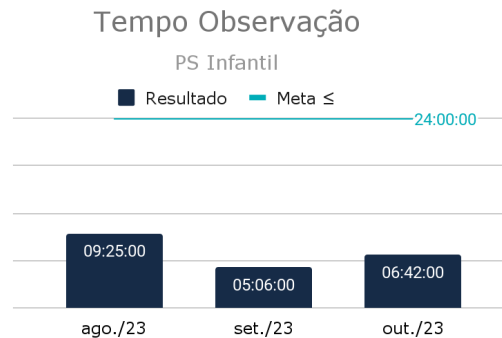 Tempo Observação
PS Infantil
Resultado Meta ≤
24:00:00
09:25:00
05:06:00
06:42:00
ago./23 set./23 out./23